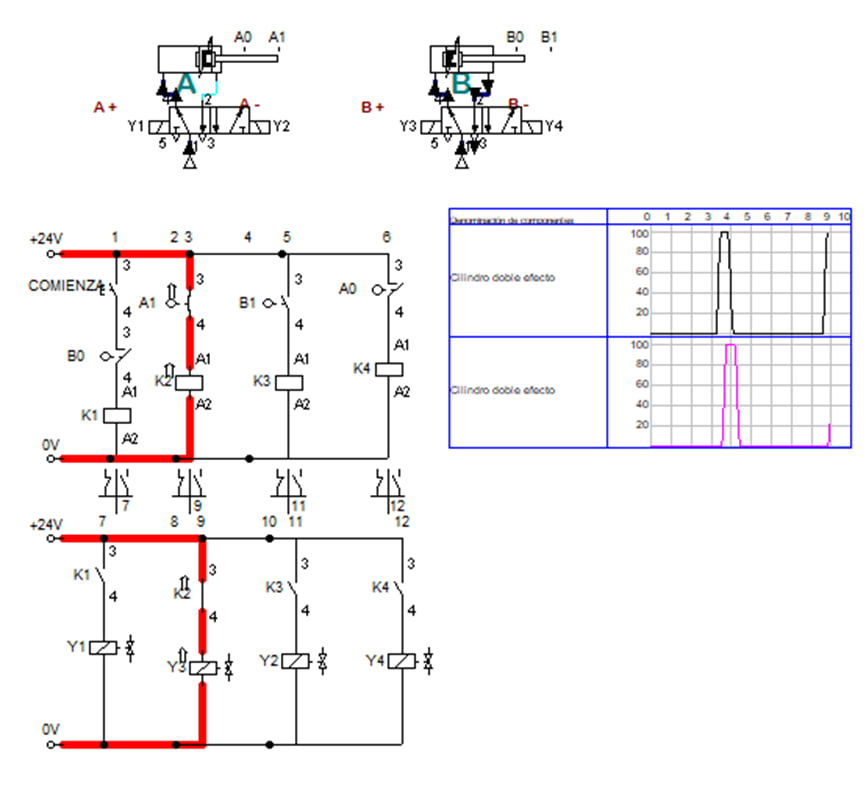 A0 A1 B0 B1
A B
A + 2 A - B + 2 B -
Y1 Y2 Y3 Y4
5 1 3 5 1 3
1 2 3 4 5 6
+24V
3 3 3 3
COMIENZA A1 B1 A0
4 4 4 4
3
B0
4 A1 A1 A1 A1
K2 K3 K4
K1 A2 A2 A2
A2
0V
7 9 11 12
+24V 7 8 9 10 11 12
3 3 3 3
K1 K2 K3 K4
4 4 4 4
Y1 Y3 Y2 Y4
0V
Denominación de componentes 0 1 2 3 4 5 6 7 8 9 10
100
80
Cilindro doble efecto 60
40
20
100
80
Cilindro doble efecto 60
40
20